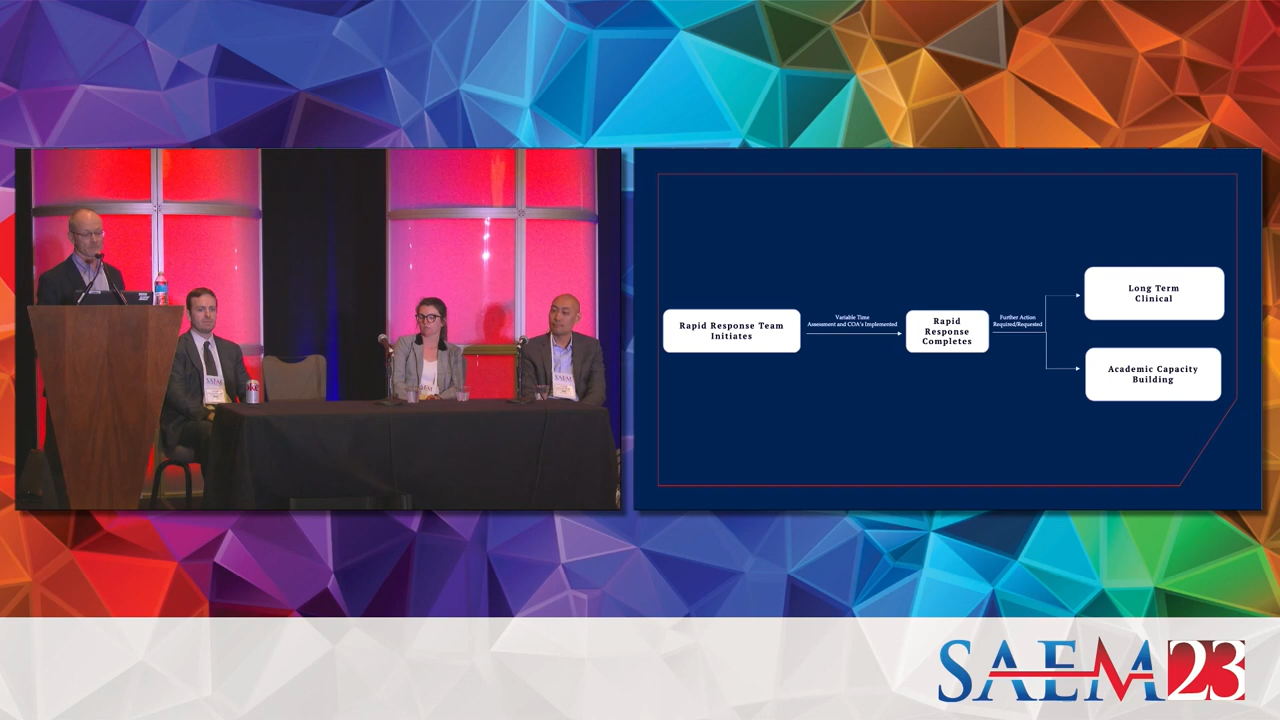 Rapid Response Team
Initiates
Variable Time
Assessment and COA's Implemented
Rapid
Response
Completes
Further Action
Required/Requested
Long Term
Clinical
Academic Capacity
Building
SAEM
SAEM23